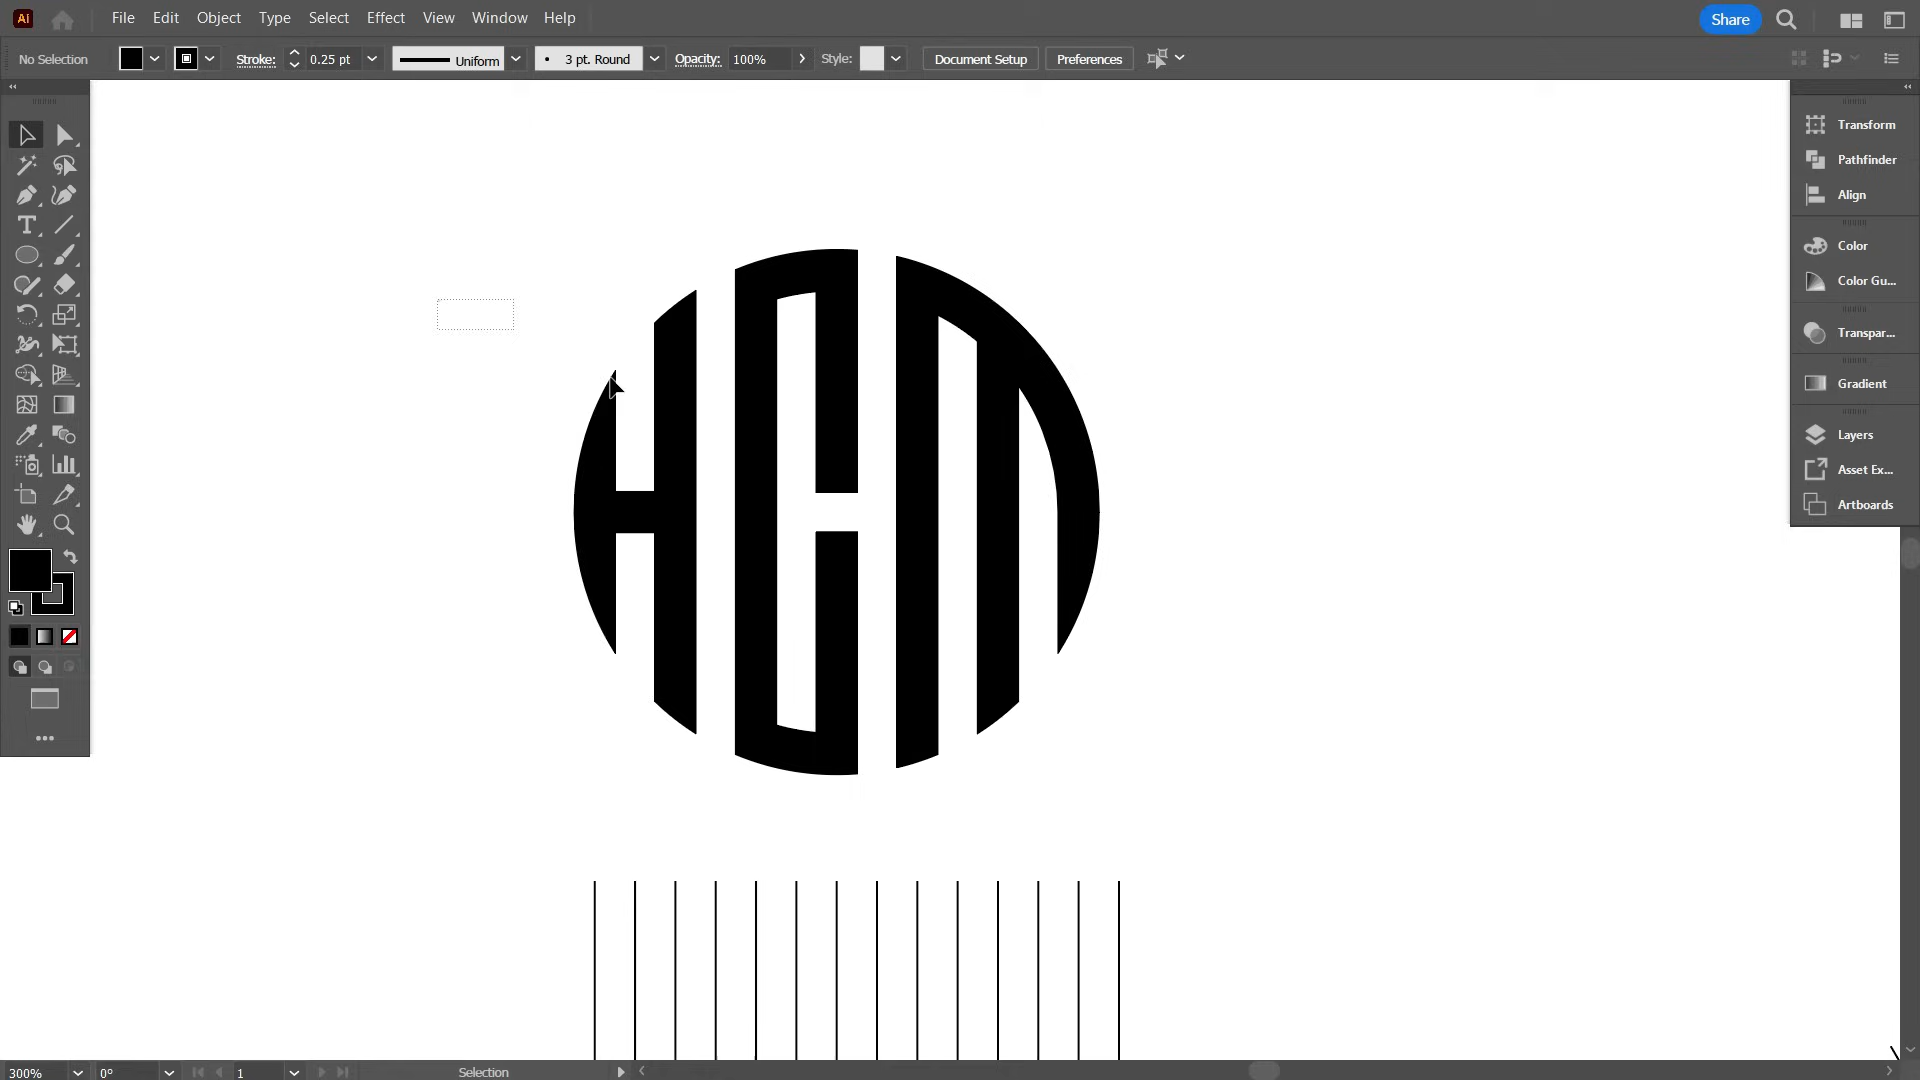 Ai File Edit Object Type Select Effect View Window Help Share
No Selection Stroke: 0.25 pt Uniform 3 pt. Round Opacity: 100% Style: Document Setup Preferences
Transform
Pathfinder
Align
Color
Color Gu...
Transpar...
Gradient
Layers
Asset Ex...
Artboards
HCM
300% 0° 1 Selection